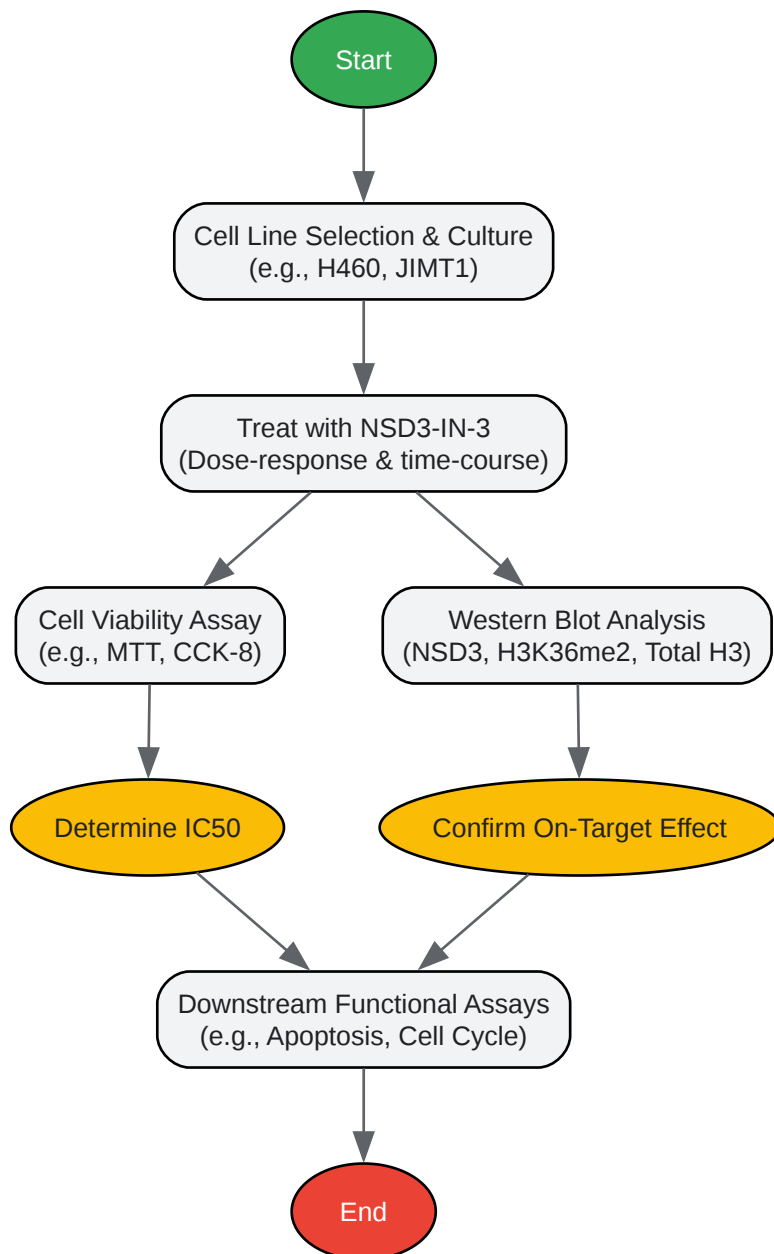 Start
Cell Line Selection & Culture
(e.g., H460, JIMT1)
Treat with NSD3-IN-3
(Dose-response & time-course)
Cell Viability Assay
(e.g., MTT, CCK-8)
Western Blot Analysis
(NSD3, H3K36me2, Total H3)
Determine IC50
Confirm On-Target Effect
Downstream Functional Assays
(e.g., Apoptosis, Cell Cycle)
End